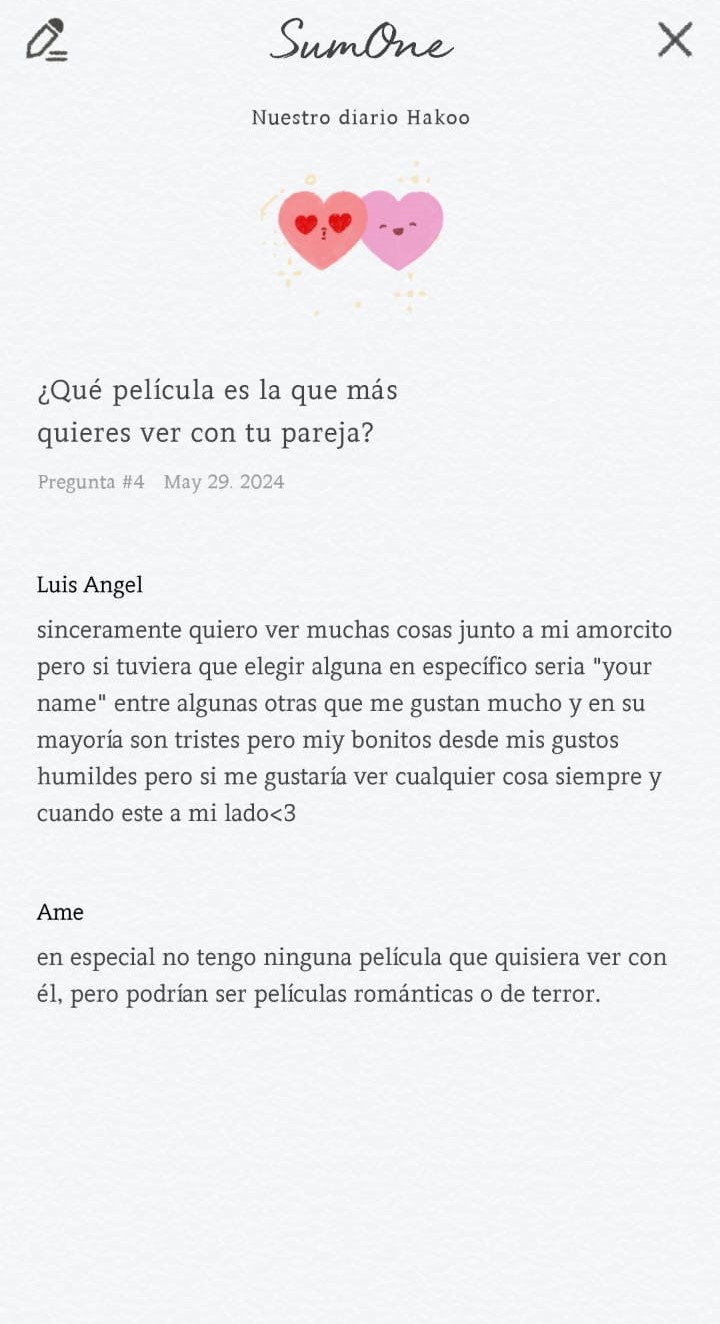 SumOne
Nuestro diario Hakoo
¿Qué película es la que más
quieres ver con tu pareja?
Pregunta #4 May 29. 2024
Luis Angel
sinceramente quiero ver muchas cosas junto a mi amorcito
pero si tuviera que elegir alguna en específico seria "your
name" entre algunas otras que me gustan mucho y en su
mayoría son tristes pero miy bonitos desde mis gustos
humildes pero si me gustaría ver cualquier cosa siempre y
cuando este a mi lado<3
Ame
en especial no tengo ninguna película que quisiera ver con
él, pero podrían ser películas románticas o de terror.